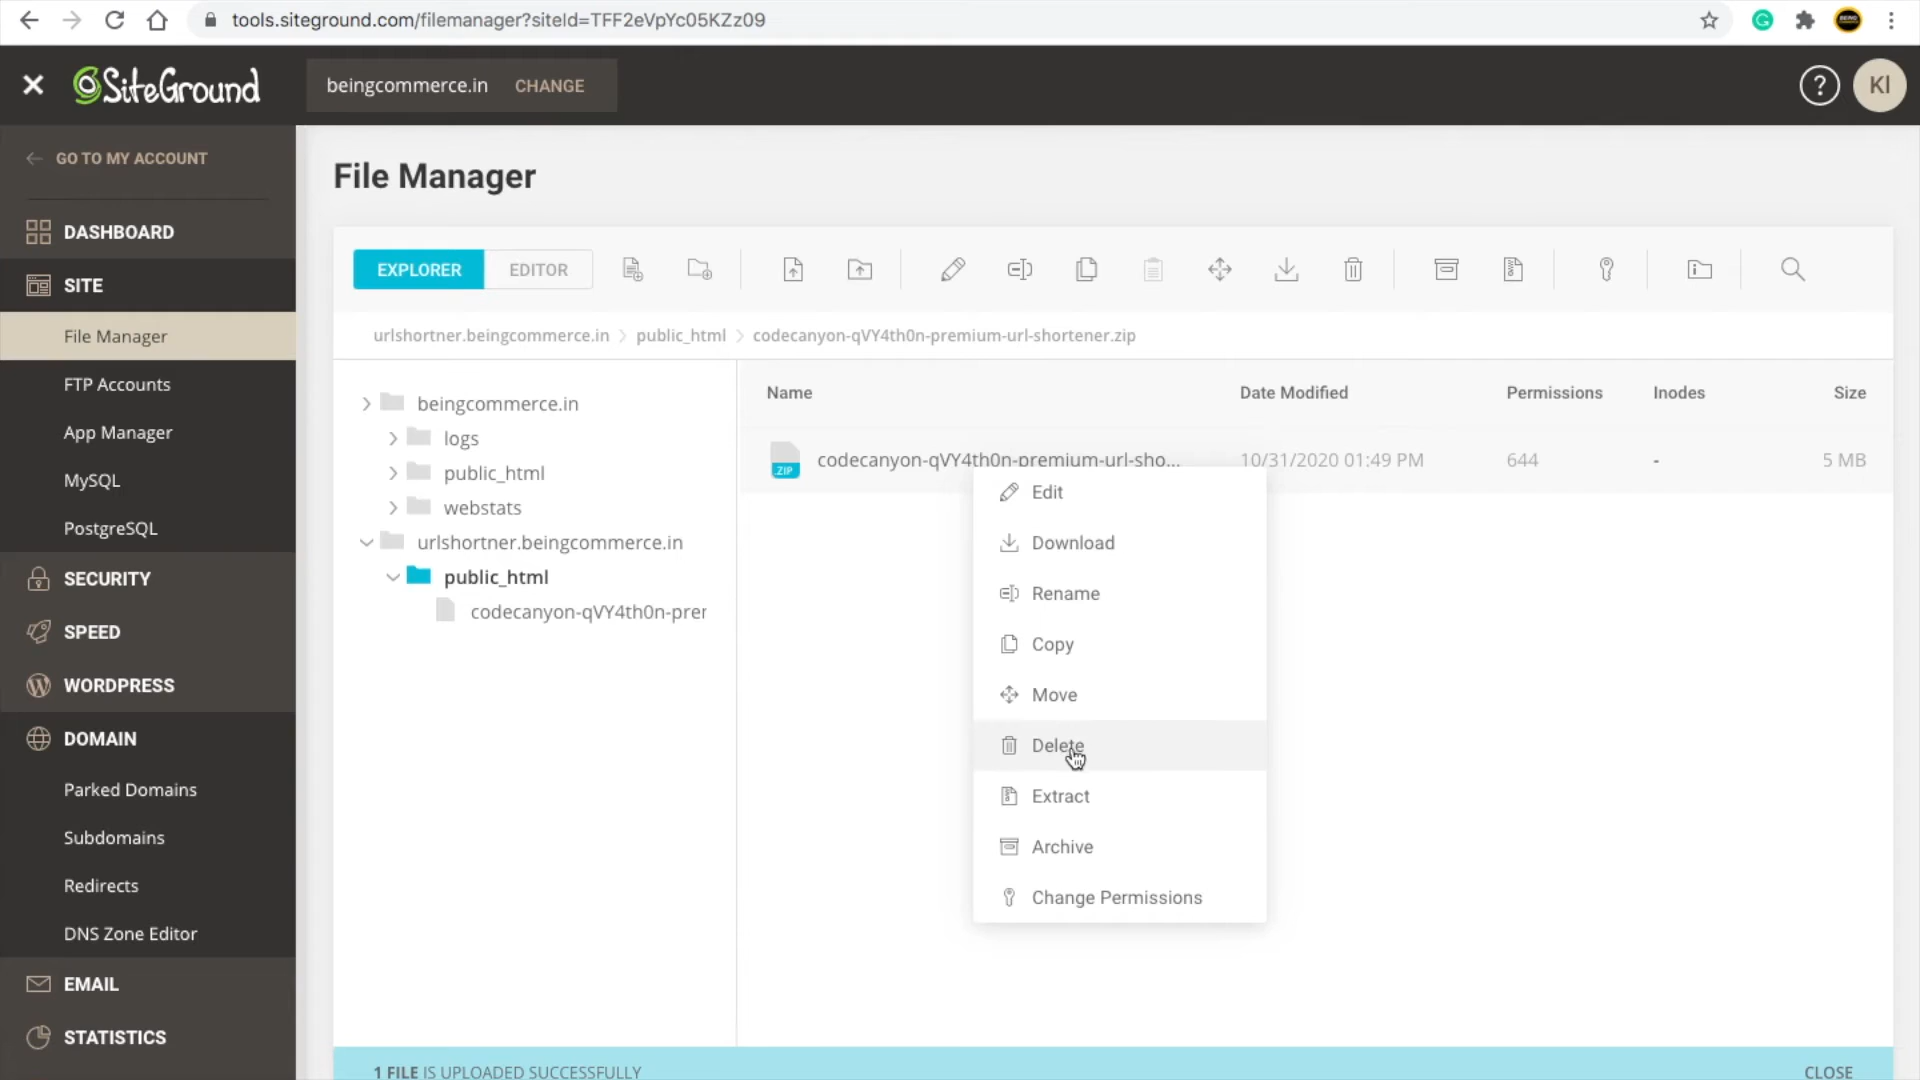 tools.siteground.com/filemanager?siteId=TFF2eVpYc05KZz09
SiteGround
beingcommerce.in CHANGE
? KI
GO TO MY ACCOUNT
DASHBOARD
SITE
File Manager
FTP Accounts
App Manager
MySQL
PostgreSQL
SECURITY
SPEED
WORDPRESS
DOMAIN
Parked Domains
Subdomains
Redirects
DNS Zone Editor
EMAIL
STATISTICS
File Manager
EXPLORER EDITOR
urlshortner.beingcommerce.in > public_html > codecanyon-qVY4th0n-premium-url-shortener.zip
beingcommerce.in
logs
public_html
webstats
urlshortner.beingcommerce.in
public_html
codecanyon-qVY4th0n-prer
Name Date Modified Permissions Inodes Size
ZIP codecanyon-qVY4th0n-premium-url-sho... 10/31/2020 01:49 PM 644 - 5 MB
Edit
Download
Rename
Copy
Move
Delete
Extract
Archive
Change Permissions
1 FILE IS UPLOADED SUCCESSFULLY CLOSE